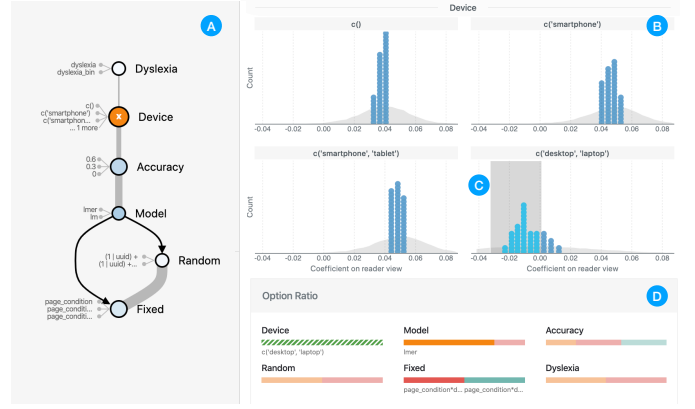 A
dyslexia
dyslexia_bin
Dyslexia
c()
c('smartphone')
c('smartphon...
... 1 more
x
Device
0.6
0.3
0
Accuracy
lmer
lm
Model
(1 | uuid) +
(1 | uuid) +...
Random
page_condition
page_conditi...
page_conditi...
Fixed
Device
B
c()
c('smartphone')
Count
-0.04 -0.02 0.00 0.02 0.04 0.06 0.08
-0.04 -0.02 0.00 0.02 0.04 0.06 0.08
c('smartphone', 'tablet')
c('desktop', 'laptop')
C
Count
-0.04 -0.02 0.00 0.02 0.04 0.06 0.08
-0.04 -0.02 0.00 0.02 0.04 0.06 0.08
Coefficient on reader view
Coefficient on reader view
Option Ratio
D
Device
Model
Accuracy
c('desktop', 'laptop')
lmer
Random
Fixed
Dyslexia
page_condition*d... page_condition*d...